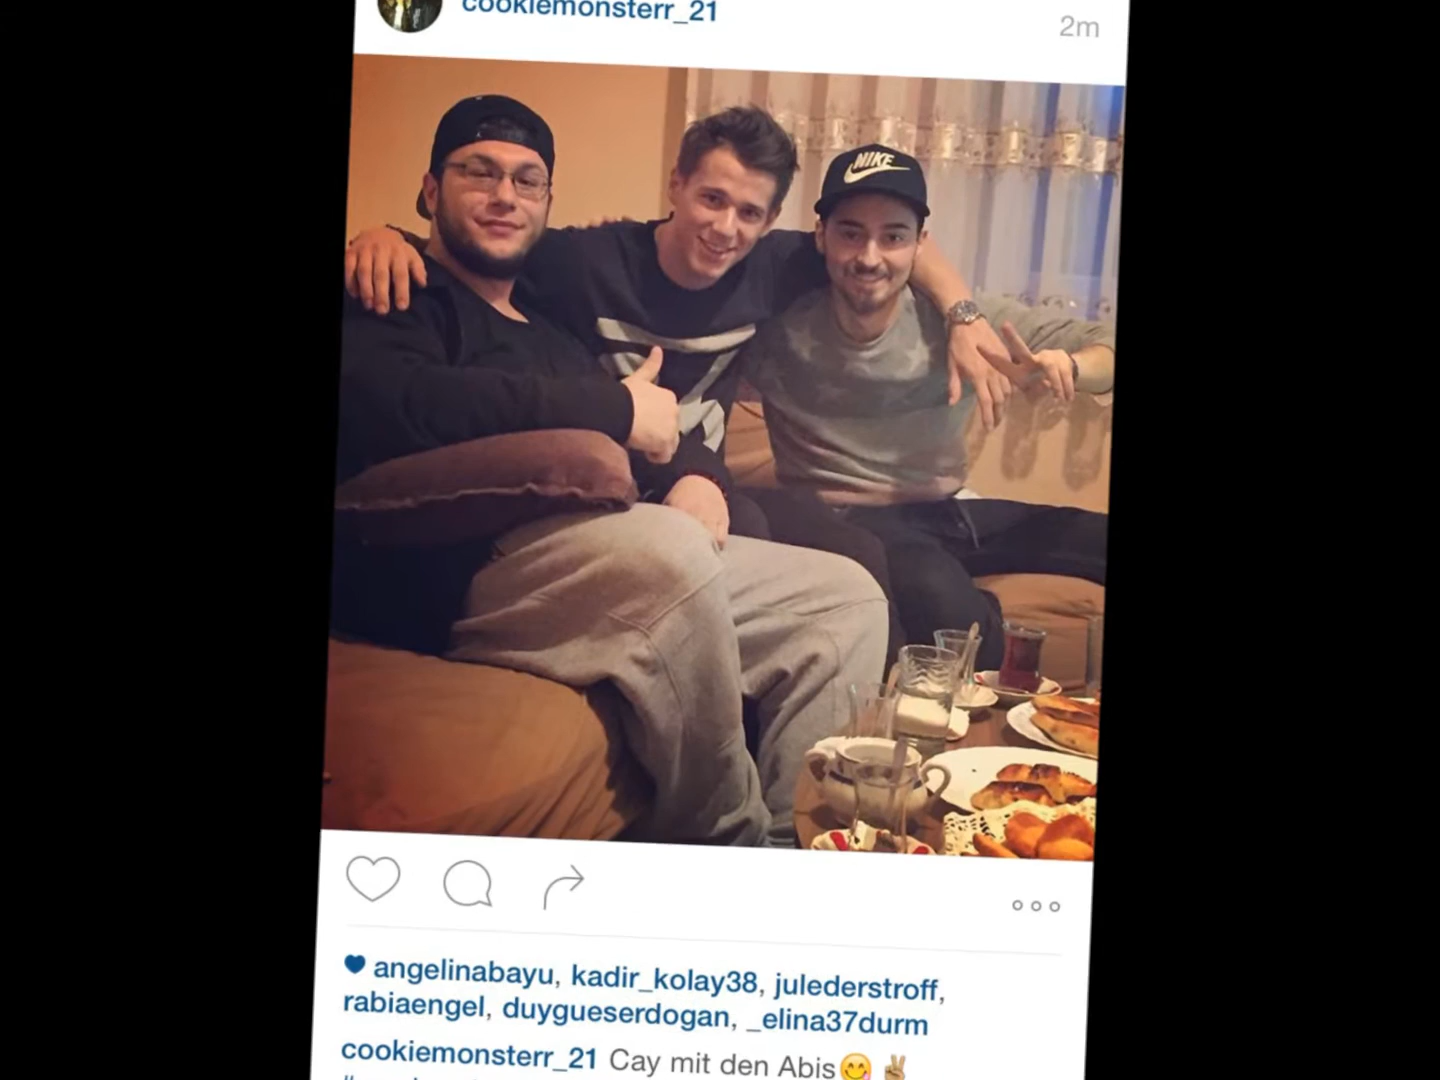 cookiemonsterr_21
2m
NIKE
angelinabayu, kadir_kolay38, julederstroff,
rabiaengel, duygueserdogan, _elina37durm
cookiemonsterr_21 Cay mit den Abis😋✌